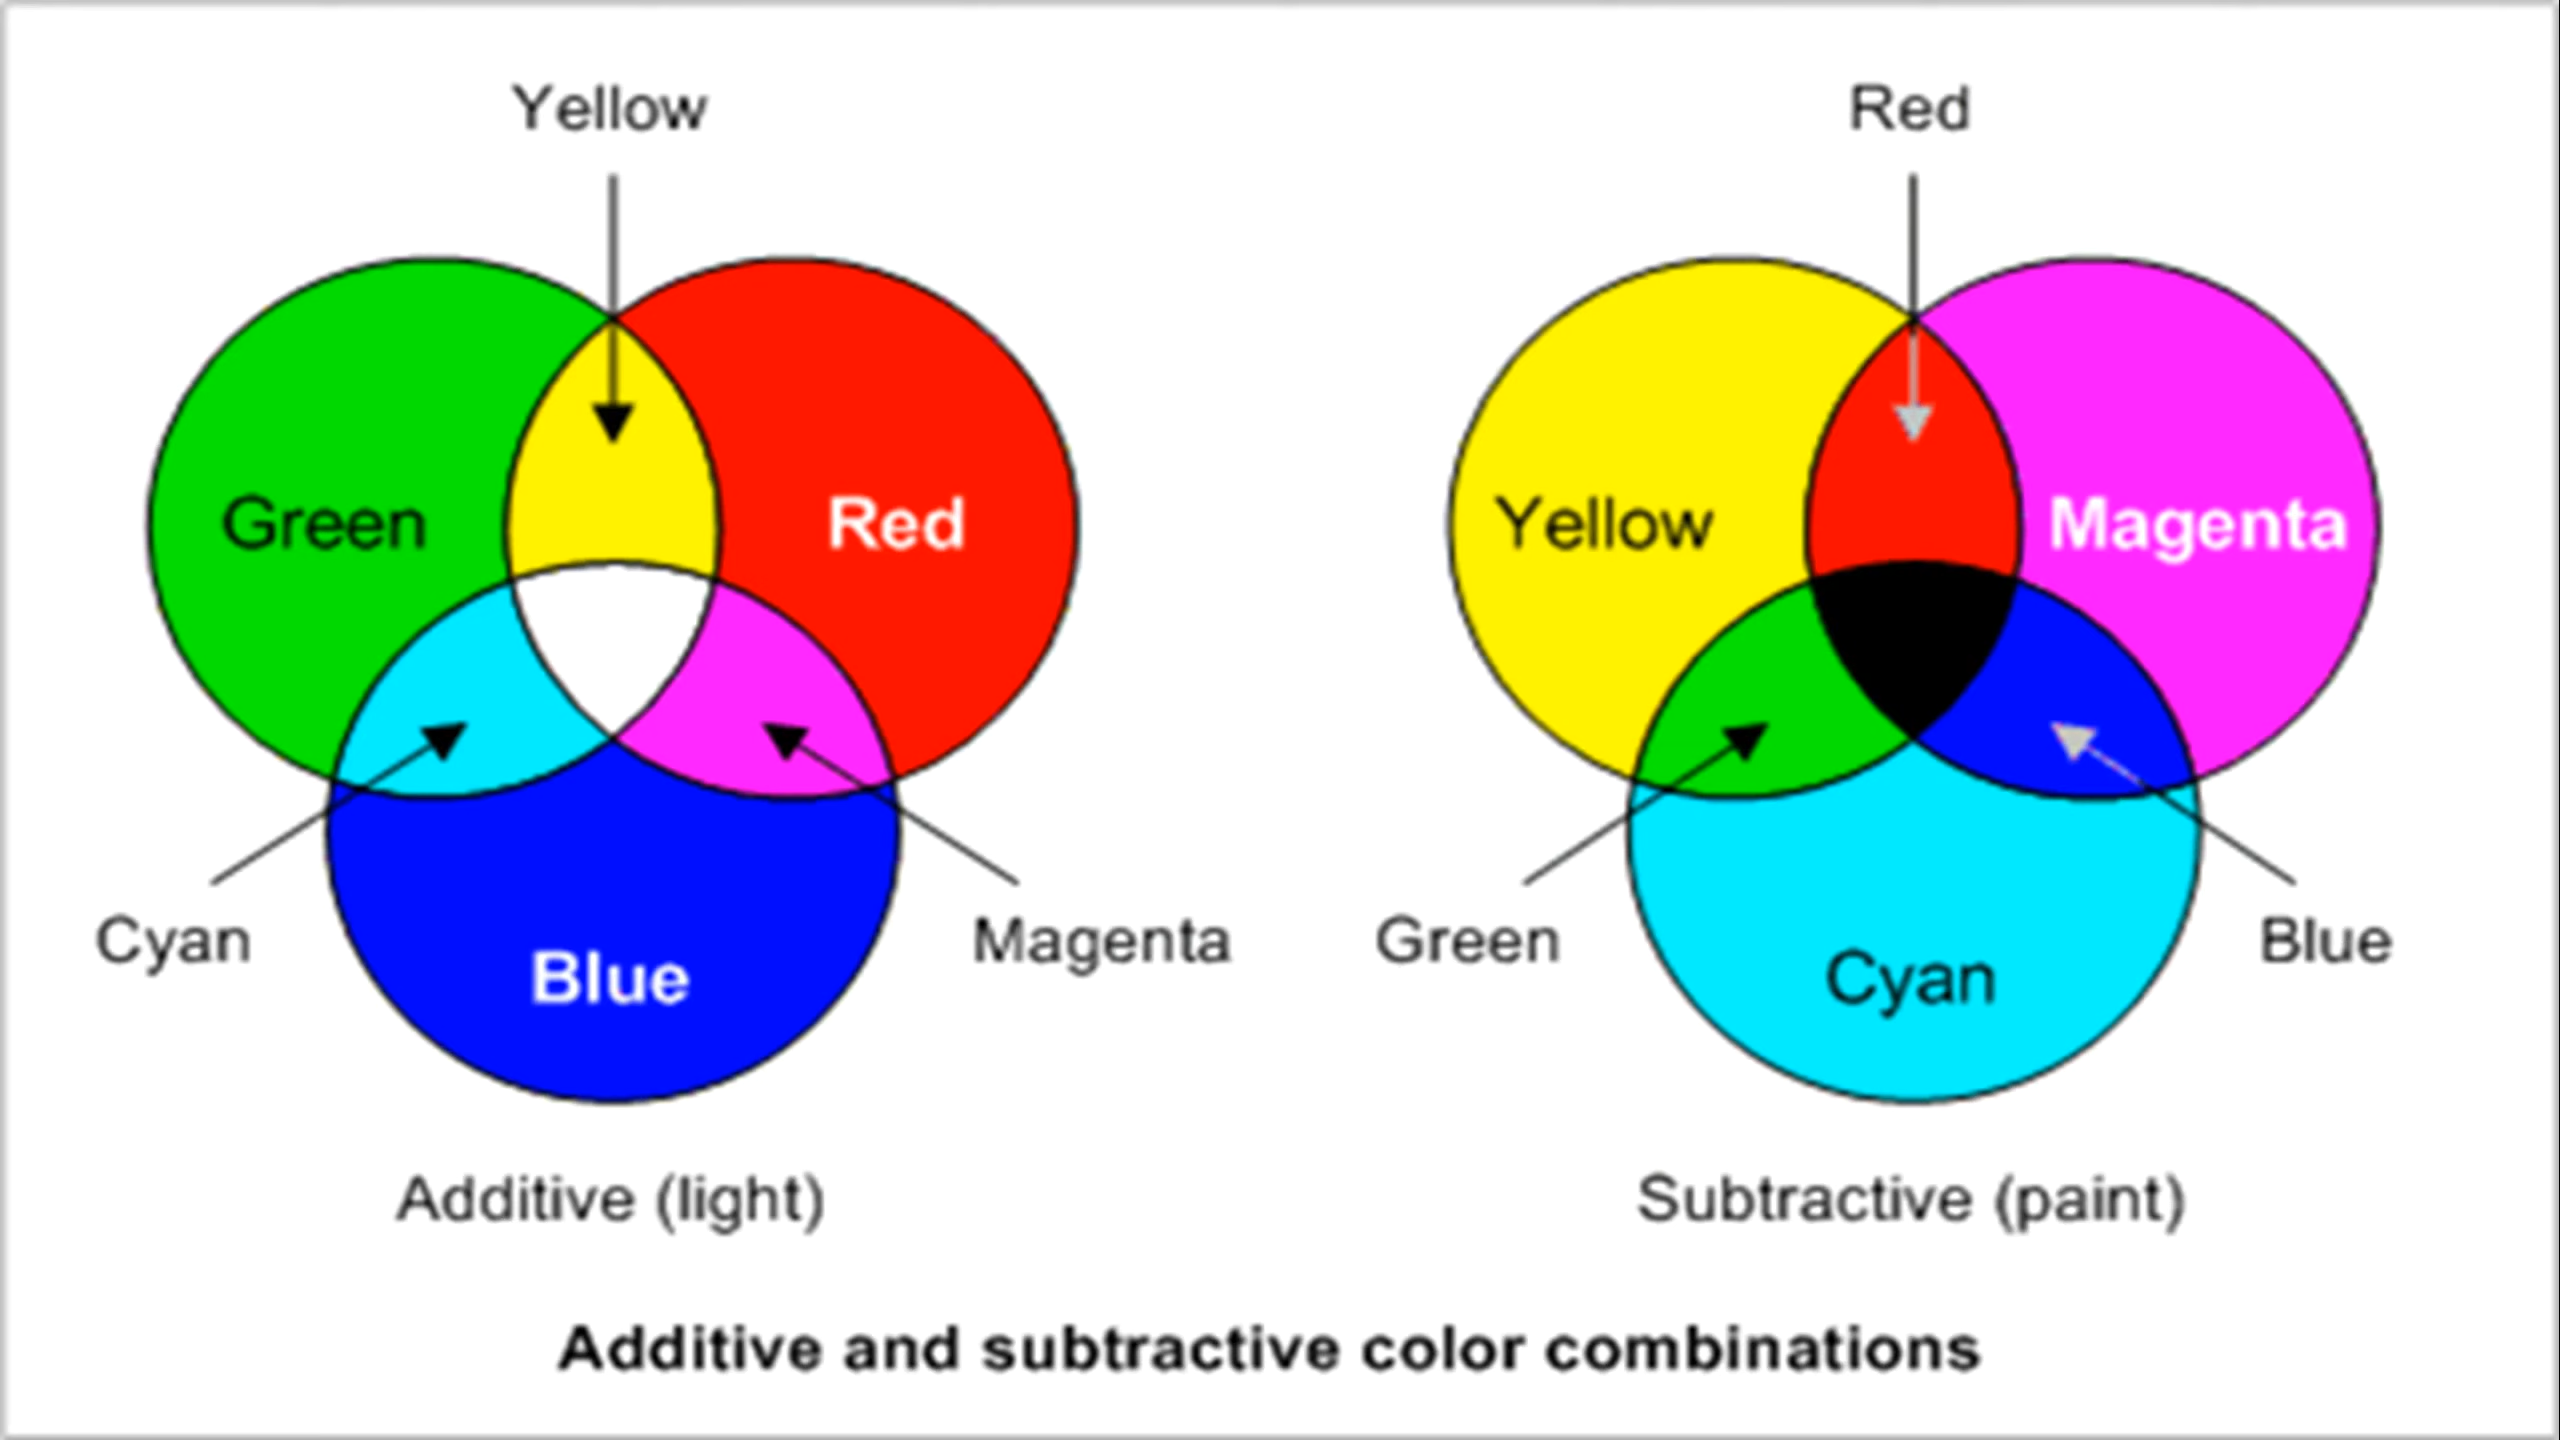 Yellow
Red
Green
Red
Yellow
Magenta
Cyan
Magenta
Green
Blue
Blue
Cyan
Additive (light)
Subtractive (paint)
Additive and subtractive color combinations